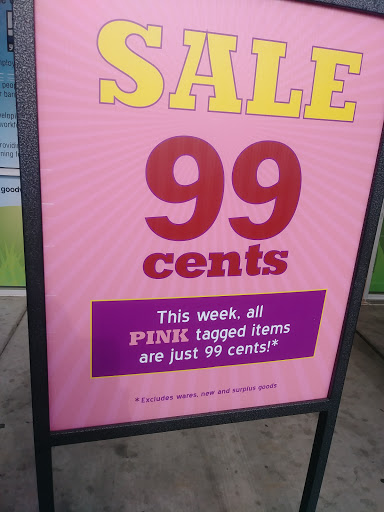 SALE
99
cents
This week, all
PINK tagged items
are just 99 cents!*
*Excludes wares, new and surplus goods